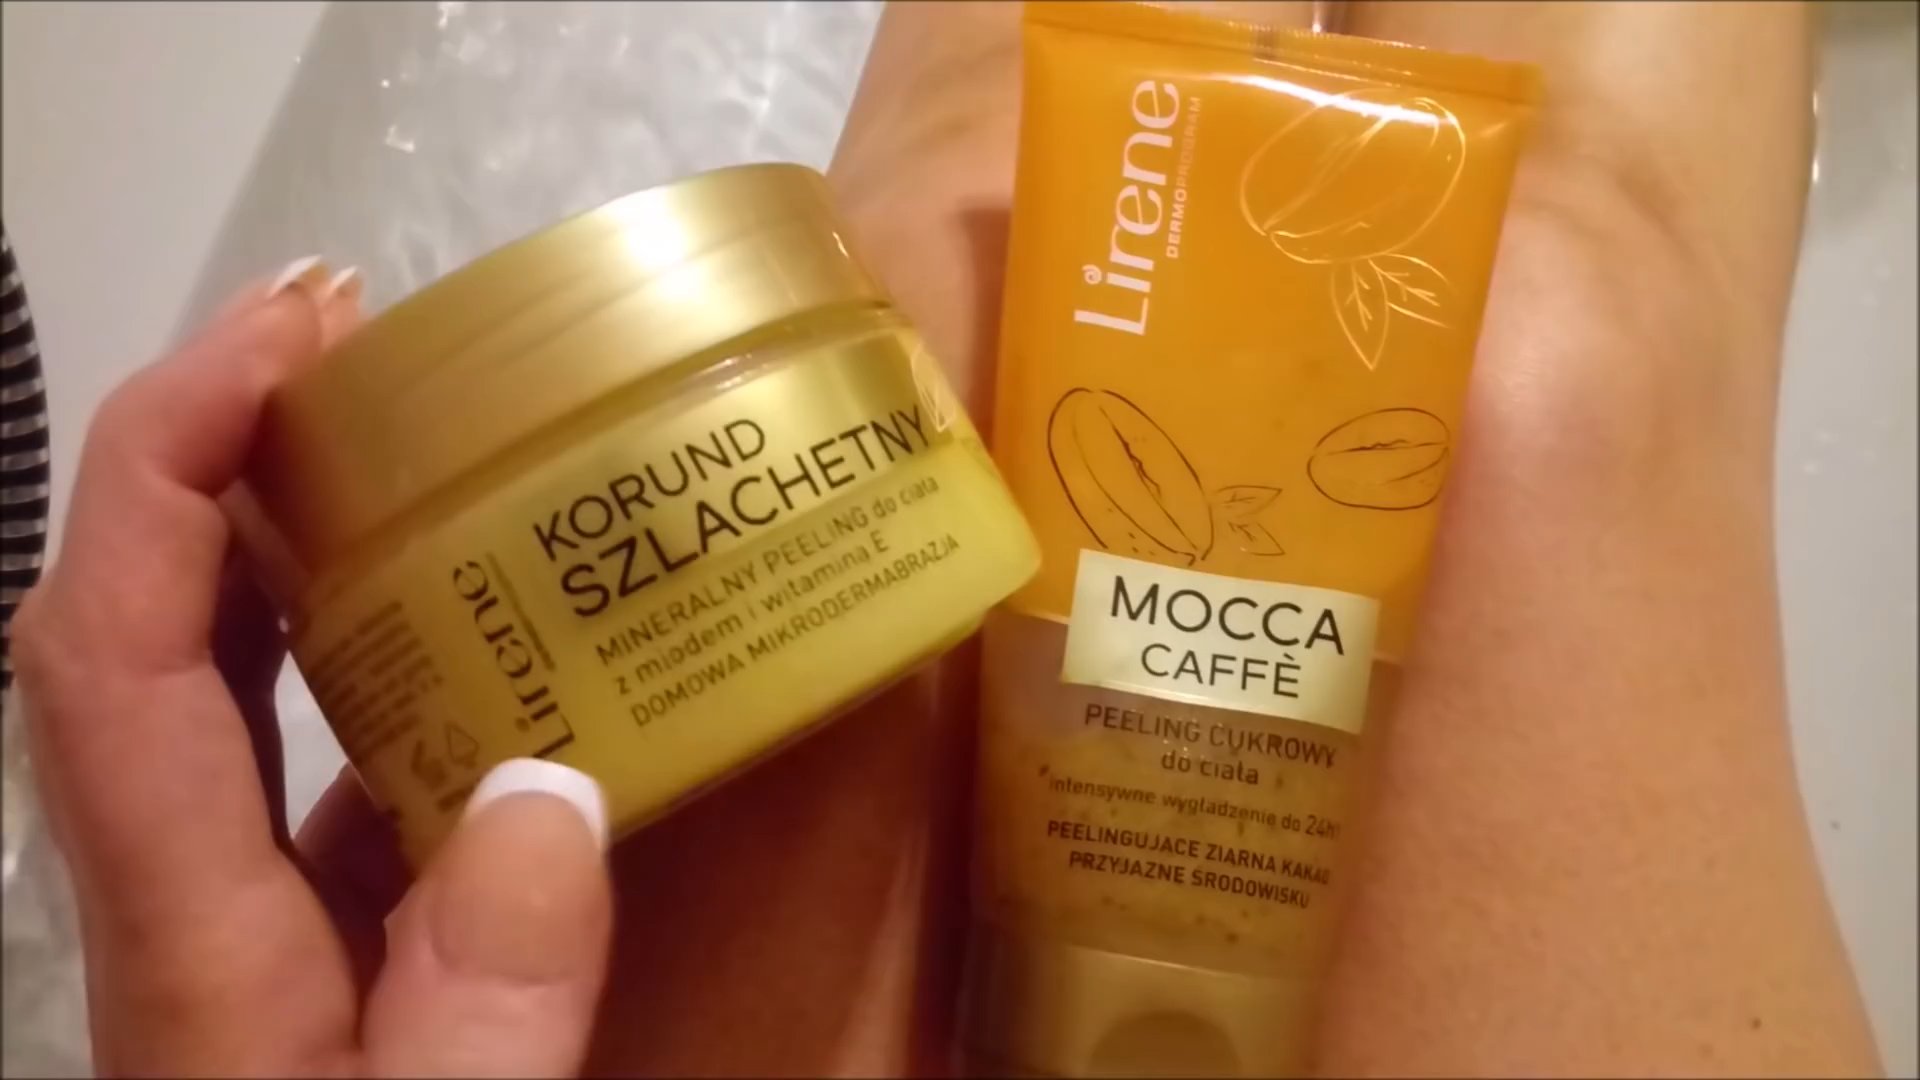 Lirene
KORUND
SZLACHETNY
MINERALNY PEELING do ciała
z miodem i witaminą E
DOMOWA MIKRODERMABRAZJA
Lirene
DERMOPROGRAM
MOCCA
CAFFÈ
PEELING CUKROWY
do ciała
intensywne wygładzenie do 24h
PEELINGUJĄCE ZIARNA KAKAO
PRZYJAZNE ŚRODOWISKU